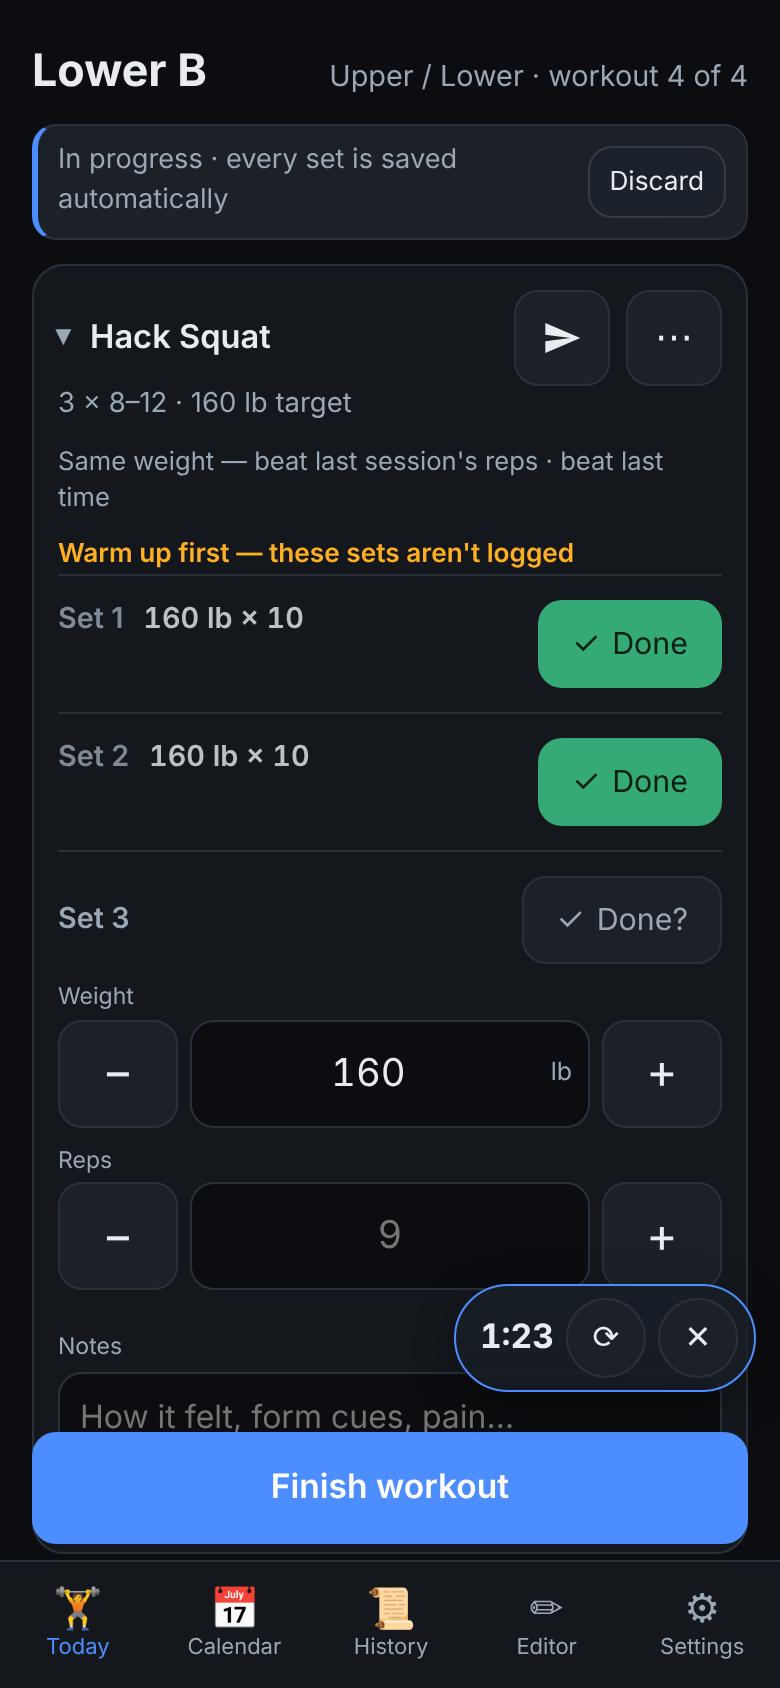 Lower B
Upper / Lower · workout 4 of 4
In progress · every set is saved
automatically
Discard
▼ Hack Squat
⋯
3 × 8–12 · 160 lb target
Same weight — beat last session's reps · beat last
time
Warm up first — these sets aren't logged
Set 1 160 lb × 10
✓ Done
Set 2 160 lb × 10
✓ Done
Set 3
✓ Done?
Weight
− 160 lb +
Reps
− 9 +
1:23 ⟳ ✕
Notes
How it felt, form cues, pain...
Finish workout
July
17
Today Calendar History Editor Settings